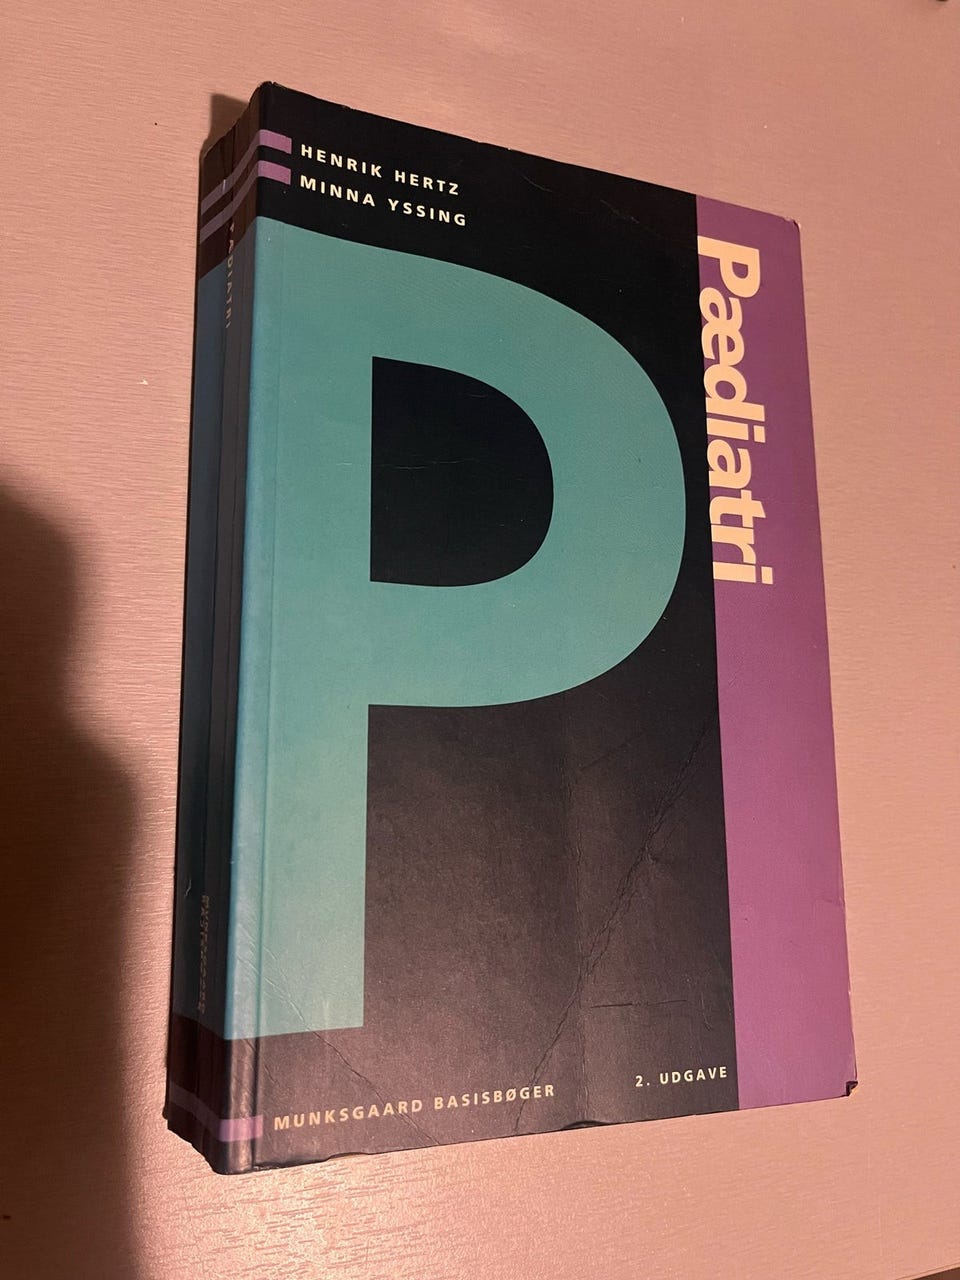 HENRIK HERTZ
MINNA YSSING
Pædiatri
2. UDGAVE
MUNKSGAARD BASISBØGER
PÆDIATRI